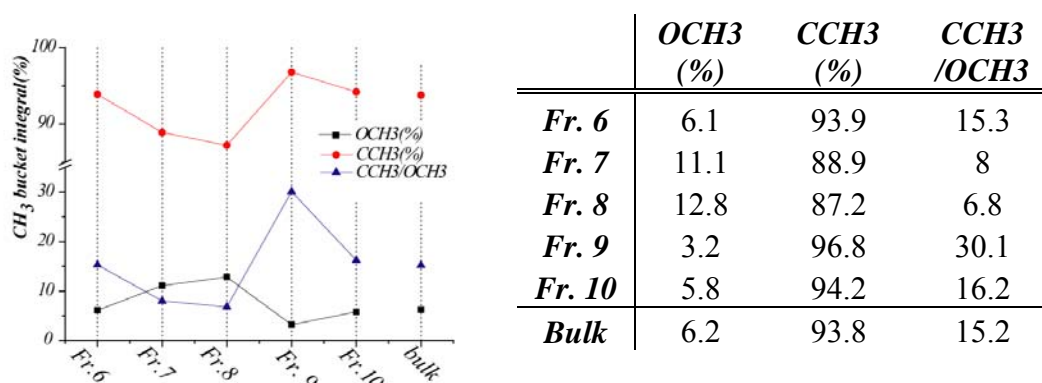 CH3 bucket integral(%)
100
90
30
20
10
0
OCH3(%)
CCH3(%)
CCH3/OCH3
Fr.6
Fr.7
Fr.8
Fr. 9
Fr.10
bulk
OCH3 CCH3 CCH3
(%) (%) /OCH3
Fr. 6 6.1 93.9 15.3
Fr. 7 11.1 88.9 8
Fr. 8 12.8 87.2 6.8
Fr. 9 3.2 96.8 30.1
Fr. 10 5.8 94.2 16.2
Bulk 6.2 93.8 15.2